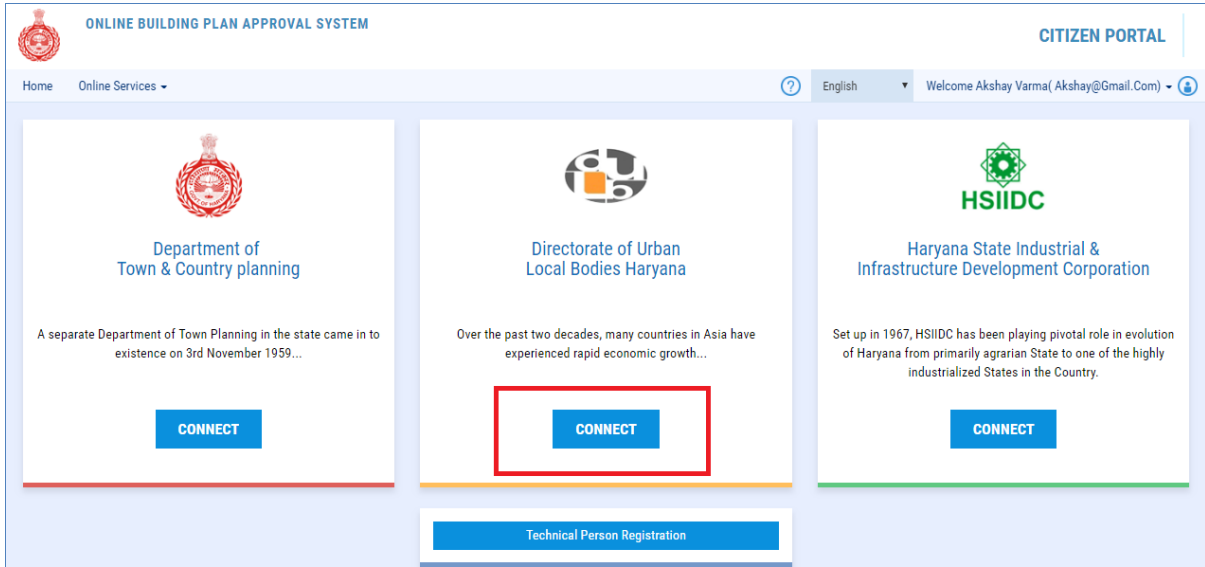 ONLINE BUILDING PLAN APPROVAL SYSTEM
CITIZEN PORTAL
Home
Online Services
English
Welcome Akshay Varma( Akshay@Gmail.Com)
Department of
Town & Country planning
A separate Department of Town Planning in the state came in to
existence on 3rd November 1959...
CONNECT
dulb
Directorate of Urban
Local Bodies Haryana
Over the past two decades, many countries in Asia have
experienced rapid economic growth...
CONNECT
HSIIDC
Haryana State Industrial &
Infrastructure Development Corporation
Set up in 1967, HSIIDC has been playing pivotal role in evolution
of Haryana from primarily agrarian State to one of the highly
industrialized States in the Country.
CONNECT
Technical Person Registration